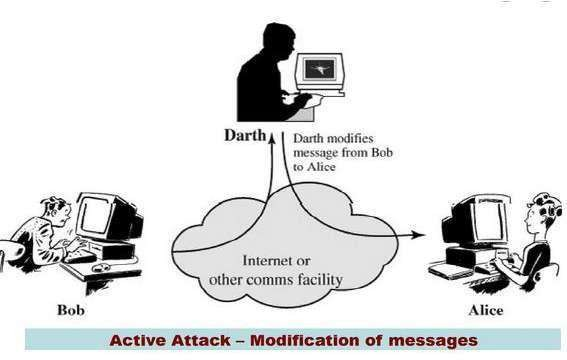 Darth
Darth modifies
message from Bob
to Alice
Internet or
other comms facility
Bob
Alice
Active Attack – Modification of messages